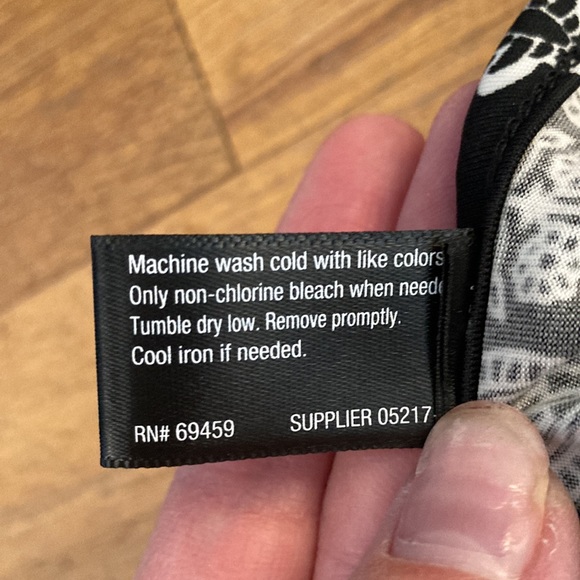 Machine wash cold with like colors
Only non-chlorine bleach when neede
Tumble dry low. Remove promptly.
Cool iron if needed.
RN# 69459 SUPPLIER 05217-